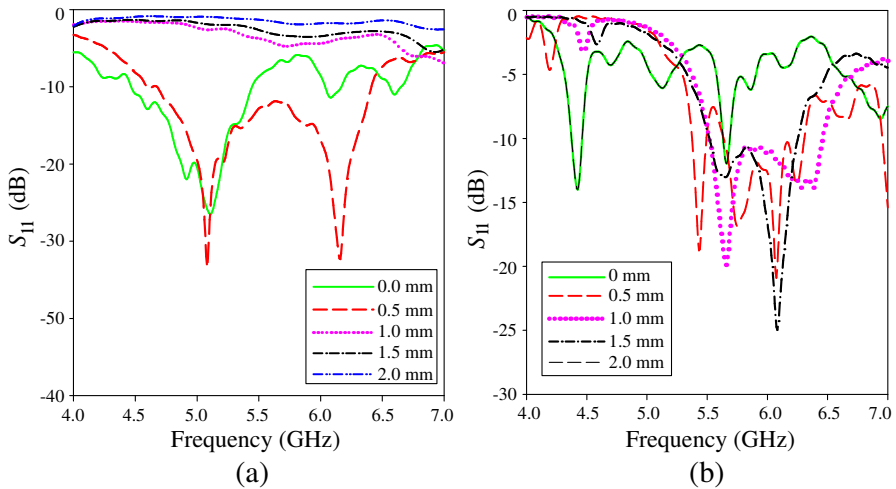 0
-10
-20
-30
-40
S11 (dB)
0.0 mm
0.5 mm
1.0 mm
1.5 mm
2.0 mm
4.0 4.5 5.0 5.5 6.0 6.5 7.0
Frequency (GHz)
(a)
0
-5
-10
-15
-20
-25
-30
S11 (dB)
0 mm
0.5 mm
1.0 mm
1.5 mm
2.0 mm
4.0 4.5 5.0 5.5 6.0 6.5 7.0
Frequency (GHz)
(b)